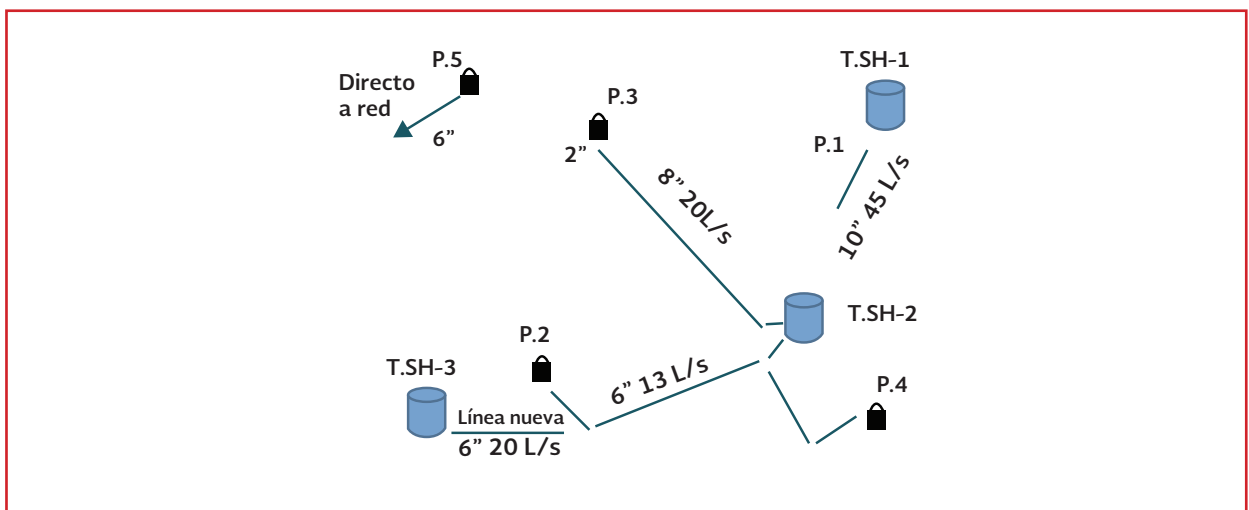 P.5
T.SH-1
Directo
a red
P.3
6”
2”
P.1
8” 20L/s
10” 45 L/s
T.SH-2
P.2
T.SH-3
6” 13 L/s
P.4
Línea nueva
6” 20 L/s